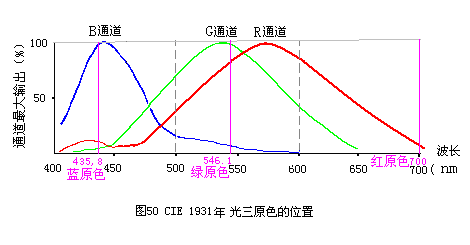 B通道 G通道 R通道
通道最大输出（%）
100
50
435,8 546.1 红原色700
蓝原色 绿原色
400 450 500 550 600 650 700
波长
( nm
图50 CIE 1931年 光三原色的位置